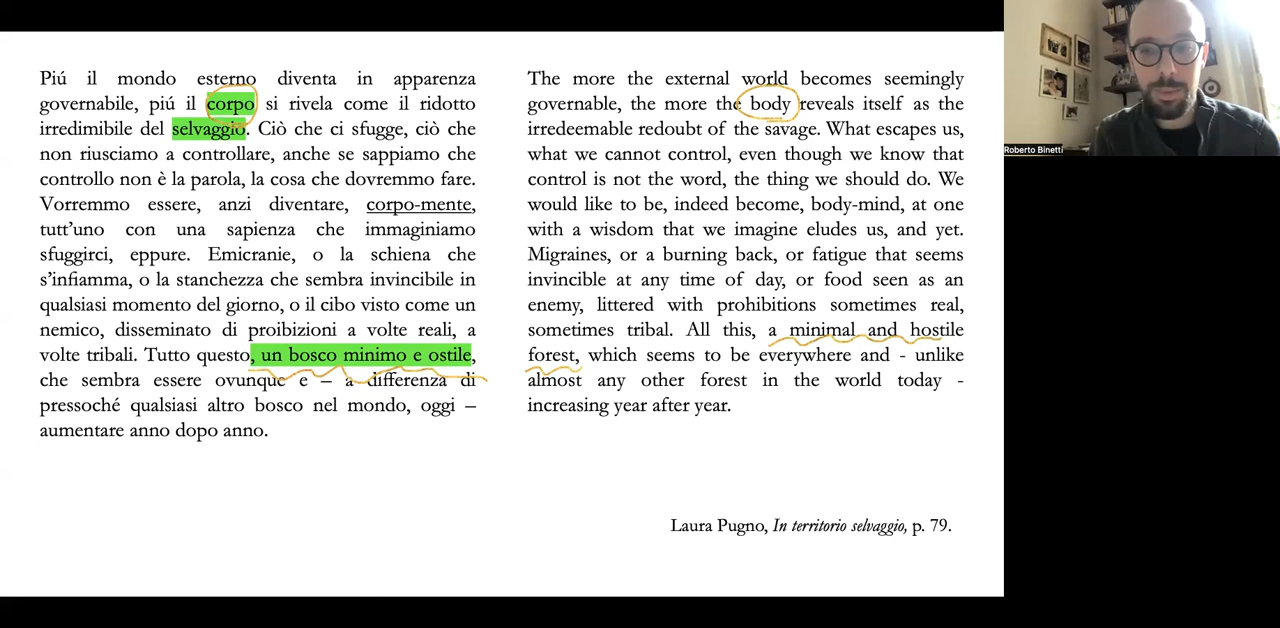 Piú il mondo esterno diventa in apparenza
governabile, piú il corpo si rivela come il ridotto
irredimibile del selvaggio. Ciò che ci sfugge, ciò che
non riusciamo a controllare, anche se sappiamo che
controllo non è la parola, la cosa che dovremmo fare.
Vorremmo essere, anzi diventare, corpo-mente,
tutt’uno con una sapienza che immaginiamo
sfuggirci, eppure. Emicranie, o la schiena che
s’infiamma, o la stanchezza che sembra invincibile in
qualsiasi momento del giorno, o il cibo visto come un
nemico, disseminato di proibizioni a volte reali, a
volte tribali. Tutto questo, un bosco minimo e ostile,
che sembra essere ovunque e – a differenza di
pressoché qualsiasi altro bosco nel mondo, oggi –
aumentare anno dopo anno.
The more the external world becomes seemingly
governable, the more the body reveals itself as the
irredeemable redoubt of the savage. What escapes us,
what we cannot control, even though we know that
control is not the word, the thing we should do. We
would like to be, indeed become, body-mind, at one
with a wisdom that we imagine eludes us, and yet.
Migraines, or a burning back, or fatigue that seems
invincible at any time of day, or food seen as an
enemy, littered with prohibitions sometimes real,
sometimes tribal. All this, a minimal and hostile
forest, which seems to be everywhere and - unlike
almost any other forest in the world today -
increasing year after year.
Laura Pugno, In territorio selvaggio, p. 79.
Roberto Binetti